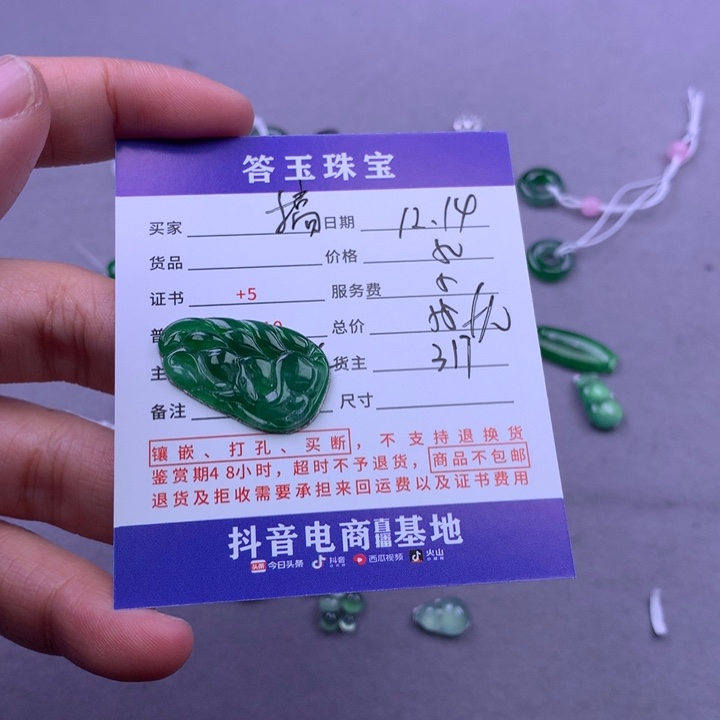 答玉珠宝
买家 日期 12.14
货品 价格
证书 +5 服务费
普 总价
主 货主 317
备注 尺寸
镶嵌、打孔、买断，不支持退换货
鉴赏期48小时，超时不予退货，商品不包邮
退货及拒收需要承担来回运费以及证书费用
抖音电商直播基地
头条 今日头条 抖音 西瓜视频 火山